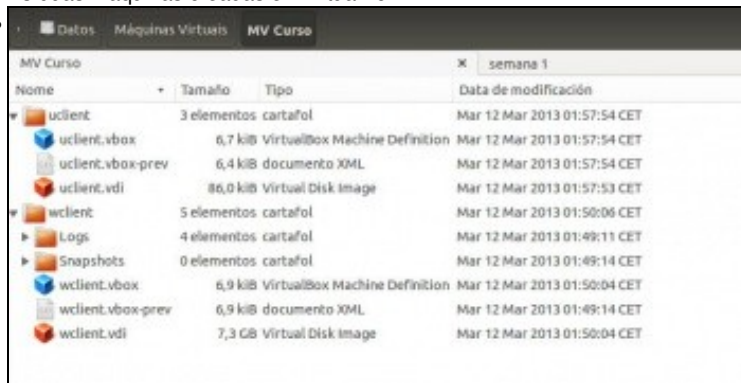 Datos Máquinas Virtuais MV Curso
MV Curso × semana 1
Nome Tamaño Tipo Data de modificación
uclient 3 elementos cartafol Mar 12 Mar 2013 01:57:54 CET
uclient.vbox 6,7 kiB VirtualBox Machine Definition Mar 12 Mar 2013 01:57:54 CET
uclient.vbox-prev 6,4 kiB documento XML Mar 12 Mar 2013 01:57:54 CET
uclient.vdi 86,0 kiB Virtual Disk Image Mar 12 Mar 2013 01:57:53 CET
wclient 5 elementos cartafol Mar 12 Mar 2013 01:50:06 CET
Logs 4 elementos cartafol Mar 12 Mar 2013 01:49:11 CET
Snapshots 0 elementos cartafol Mar 12 Mar 2013 01:49:14 CET
wclient.vbox 6,9 kiB VirtualBox Machine Definition Mar 12 Mar 2013 01:50:04 CET
wclient.vbox-prev 6,9 kiB documento XML Mar 12 Mar 2013 01:49:14 CET
wclient.vdi 7,3 GB Virtual Disk Image Mar 12 Mar 2013 01:50:04 CET